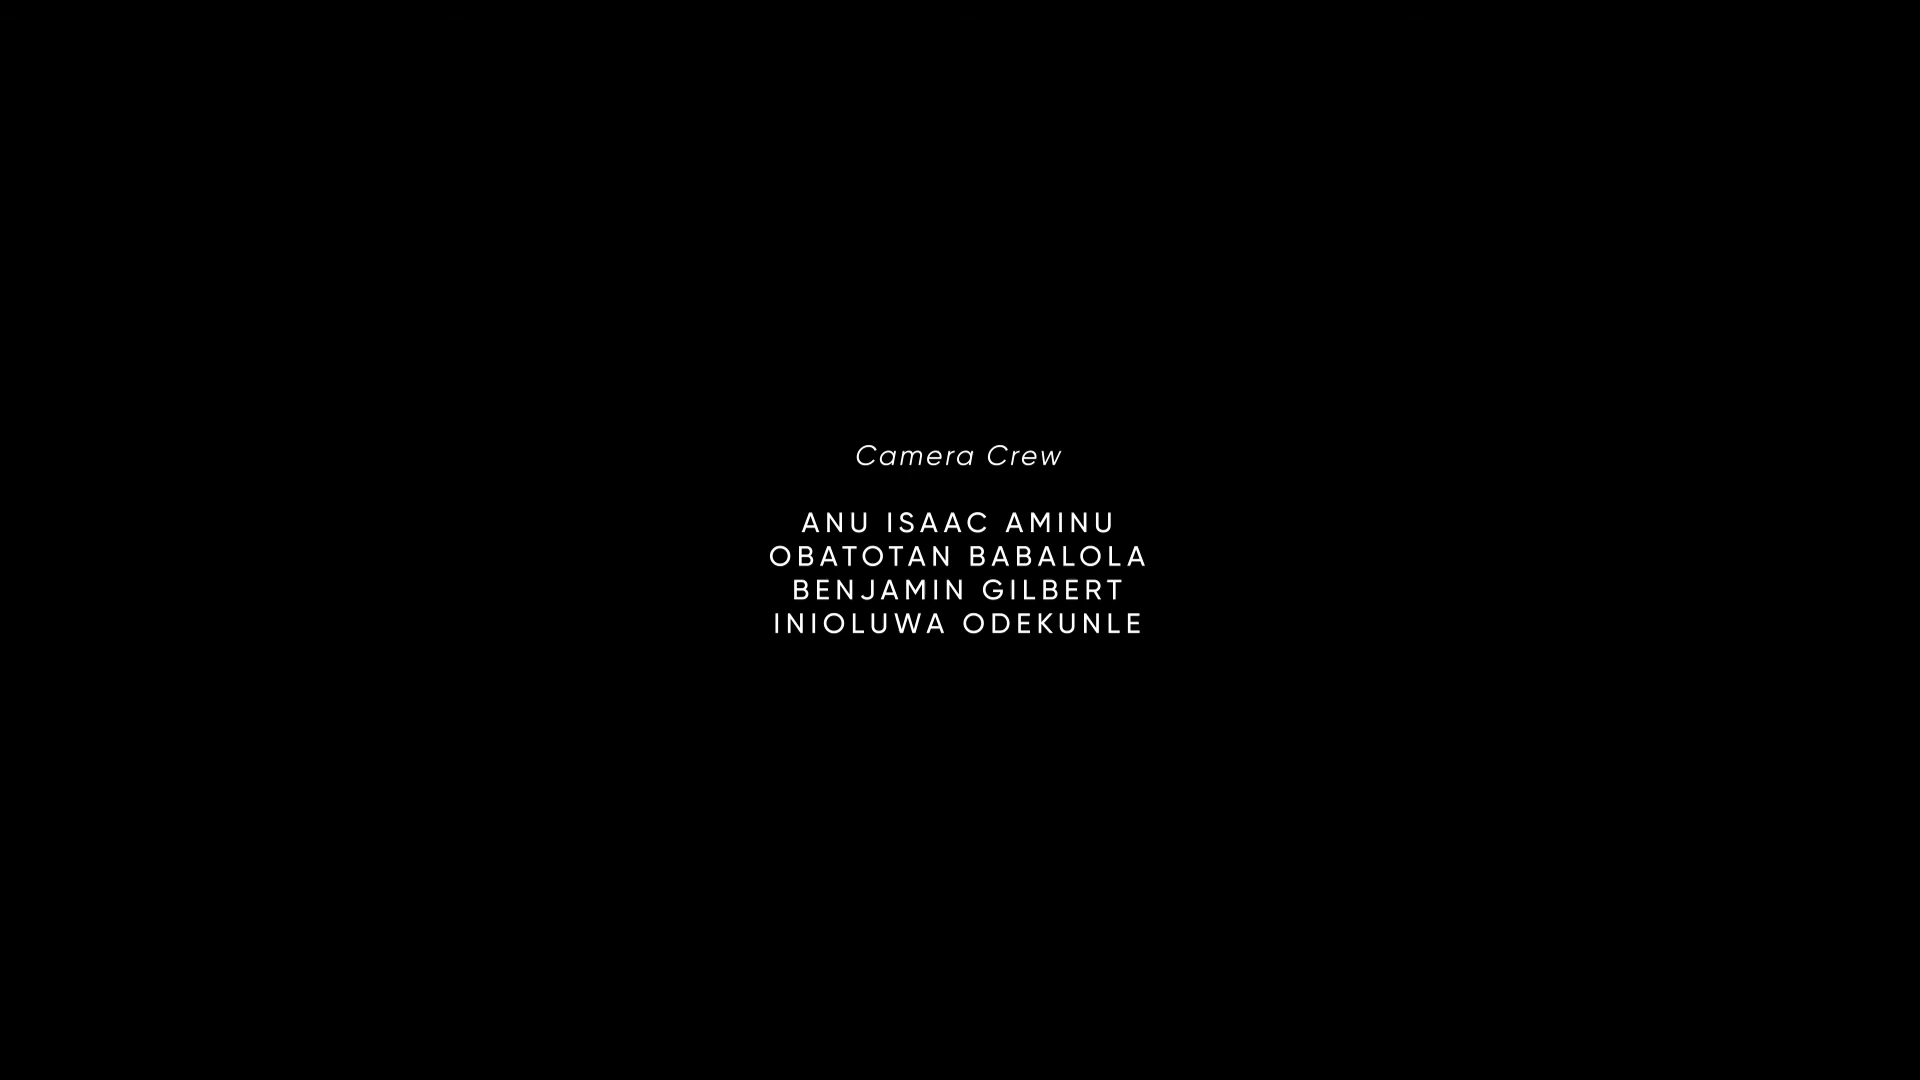 Camera Crew
ANU ISAAC AMINU
OBATOTAN BABALOLA
BENJAMIN GILBERT
INIOLUWA ODEKUNLE